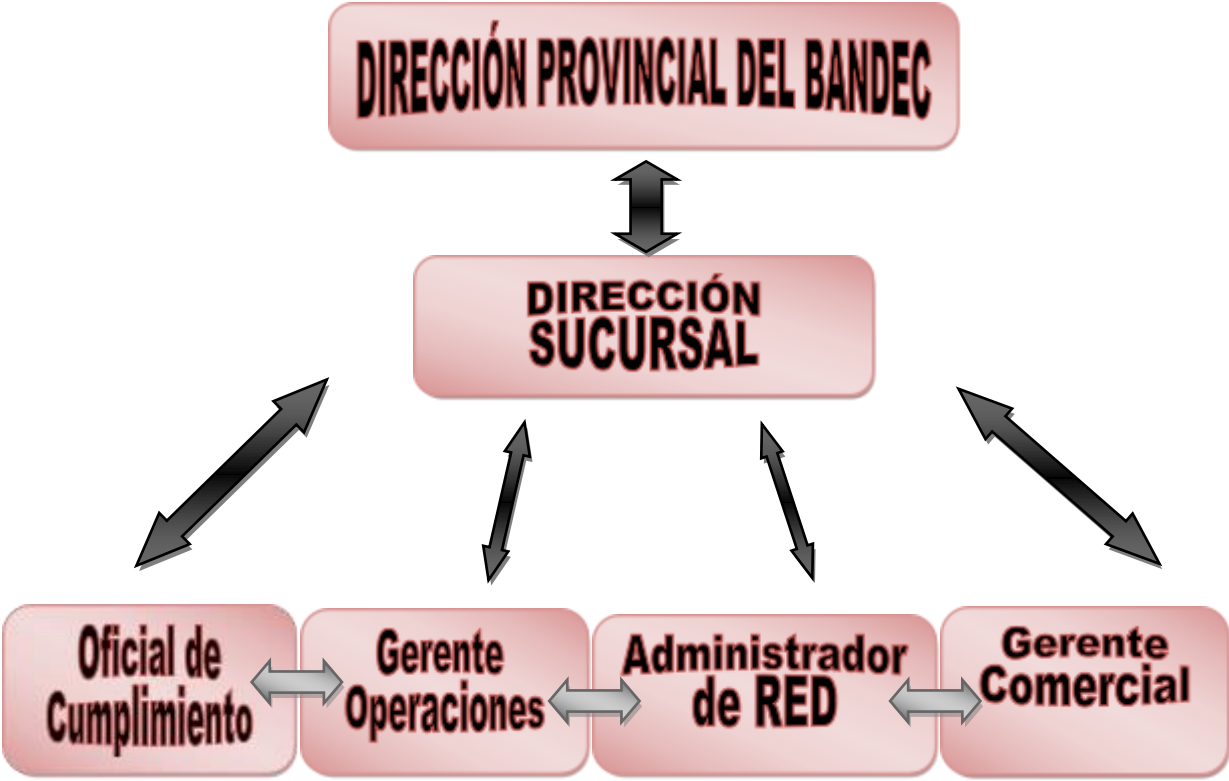 DIRECCIÓN PROVINCIAL DEL BANDEC
DIRECCIÓN
SUCURSAL
Oficial de
Cumplimiento
Gerente
Operaciones
Administrador
de RED
Gerente
Comercial